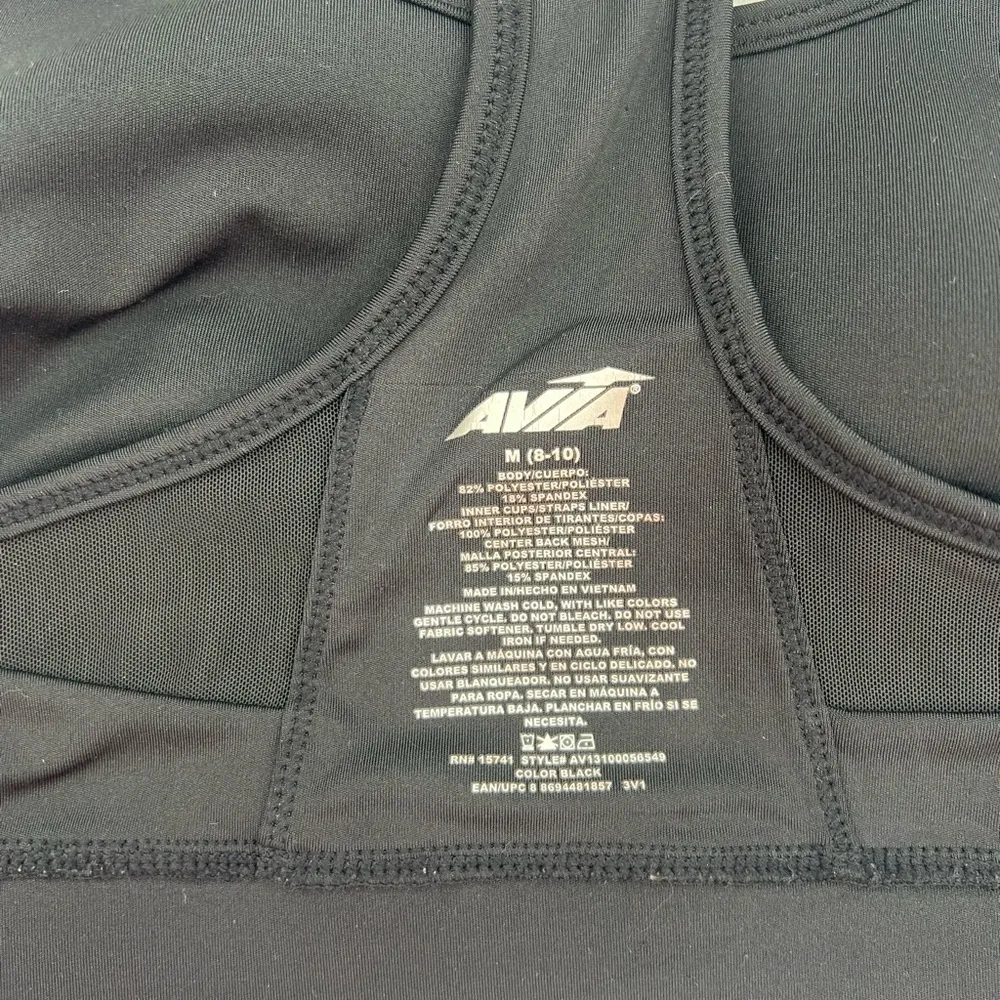 AVIA®
M (8-10)
BODY/CUERPO:
82% POLYESTER/POLIÉSTER
18% SPANDEX
INNER CUPS/STRAPS LINER/
FORRO INTERIOR DE TIRANTES/COPAS:
100% POLYESTER/POLIÉSTER
CENTER BACK MESH/
MALLA POSTERIOR CENTRAL:
85% POLYESTER/POLIÉSTER
15% SPANDEX
MADE IN/HECHO EN VIETNAM
MACHINE WASH COLD, WITH LIKE COLORS
GENTLE CYCLE. DO NOT BLEACH. DO NOT USE
FABRIC SOFTENER. TUMBLE DRY LOW. COOL
IRON IF NEEDED.
LAVAR A MÁQUINA CON AGUA FRÍA, CON
COLORES SIMILARES Y EN CICLO DELICADO. NO
USAR BLANQUEADOR. NO USAR SUAVIZANTE
PARA ROPA. SECAR EN MÁQUINA A
TEMPERATURA BAJA. PLANCHAR EN FRÍO SI SE
NECESITA.
RN# 15741 STYLE# AV13100056549
COLOR BLACK
EAN/UPC 8 8694481857 3V1